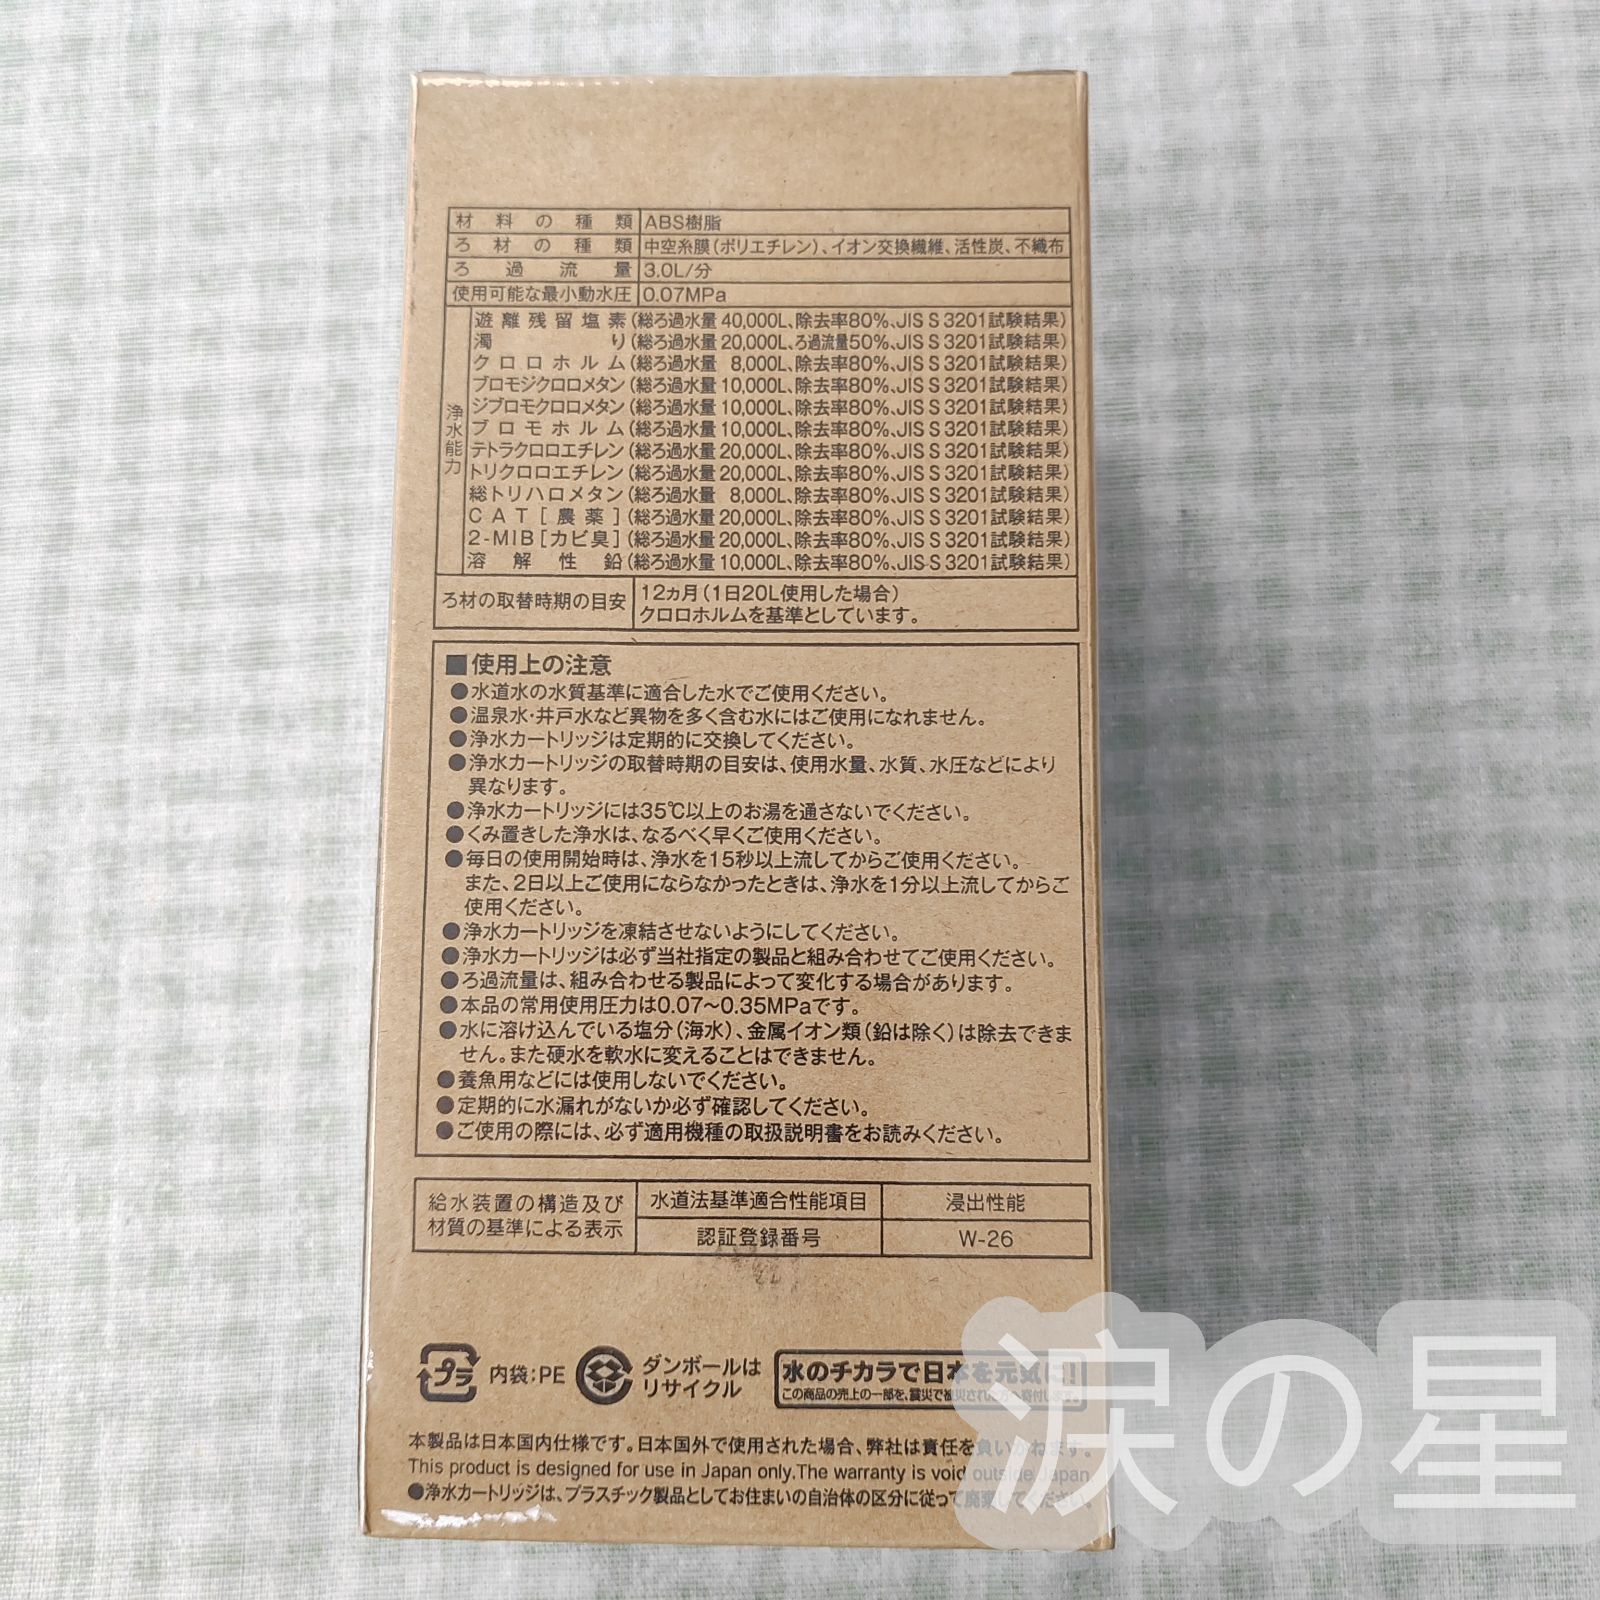 材料の種類 ABS樹脂
ろ材の種類 中空糸膜(ポリエチレン)、イオン交換繊維、活性炭、不織布
ろ過流量 3.0L/分
使用可能な最小動水圧 0.07MPa
浄水能力
遊離残留塩素(総ろ過水量 40,000L、除去率80%、JIS S 3201試験結果)
濁り(総ろ過水量 20,000L、ろ過流量50%、JIS S 3201試験結果)
クロロホルム(総ろ過水量 8,000L、除去率80%、JIS S 3201試験結果)
ブロモジクロロメタン(総ろ過水量 10,000L、除去率80%、JIS S 3201試験結果)
ジブロモクロロメタン(総ろ過水量 10,000L、除去率80%、JIS S 3201試験結果)
ブロモホルム(総ろ過水量 10,000L、除去率80%、JIS S 3201試験結果)
テトラクロロエチレン(総ろ過水量 20,000L、除去率80%、JIS S 3201試験結果)
トリクロロエチレン(総ろ過水量 20,000L、除去率80%、JIS S 3201試験結果)
総トリハロメタン(総ろ過水量 8,000L、除去率80%、JIS S 3201試験結果)
CAT[農薬](総ろ過水量 20,000L、除去率80%、JIS S 3201試験結果)
2-MIB[カビ臭](総ろ過水量 20,000L、除去率80%、JIS S 3201試験結果)
溶解性鉛(総ろ過水量 10,000L、除去率80%、JIS S 3201試験結果)
ろ材の取替時期の目安 12ヵ月(1日20L使用した場合)
クロロホルムを基準としています。
■使用上の注意
●水道水の水質基準に適合した水でご使用ください。
●温泉水・井戸水など異物を多く含む水にはご使用になれません。
●浄水カートリッジは定期的に交換してください。
●浄水カートリッジの取替時期の目安は、使用水量、水質、水圧などにより
異なります。
●浄水カートリッジには35℃以上のお湯を通さないでください。
●くみ置きした浄水は、なるべく早くご使用ください。
●毎日の使用開始時は、浄水を15秒以上流してからご使用ください。
また、2日以上ご使用にならなかったときは、浄水を1分以上流してからご
使用ください。
●浄水カートリッジを凍結させないようにしてください。
●浄水カートリッジは必ず当社指定の製品と組み合わせてご使用ください。
●ろ過流量は、組み合わせる製品によって変化する場合があります。
●本品の常用使用圧力は0.07〜0.35MPaです。
●水に溶け込んでいる塩分(海水)、金属イオン類(鉛は除く)は除去できま
せん。また硬水を軟水に変えることはできません。
●養魚用などには使用しないでください。
●定期的に水漏れがないか必ず確認してください。
●ご使用の際には、必ず適用機種の取扱説明書をお読みください。
給水装置の構造及び 水道法基準適合性能項目 浸出性能
材質の基準による表示 認証登録番号 W-26
プラ 内袋:PE ダンボールは
リサイクル
水のチカラで日本を元気に!
この商品の売上の一部を、震災で被災された方へ寄付します。
本製品は日本国内仕様です。日本国外で使用された場合、弊社は責任を負いかねます。
This product is designed for use in Japan only.The warranty is void outside Japan.
●浄水カートリッジは、プラスチック製品としてお住まいの自治体の区分に従って廃棄してください。
涙の星